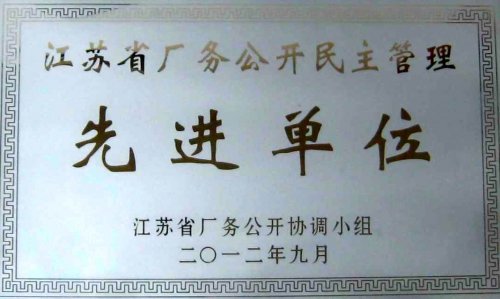 江苏省厂务公开民主管理
先进单位
江苏省厂务公开协调小组
二〇一二年九月